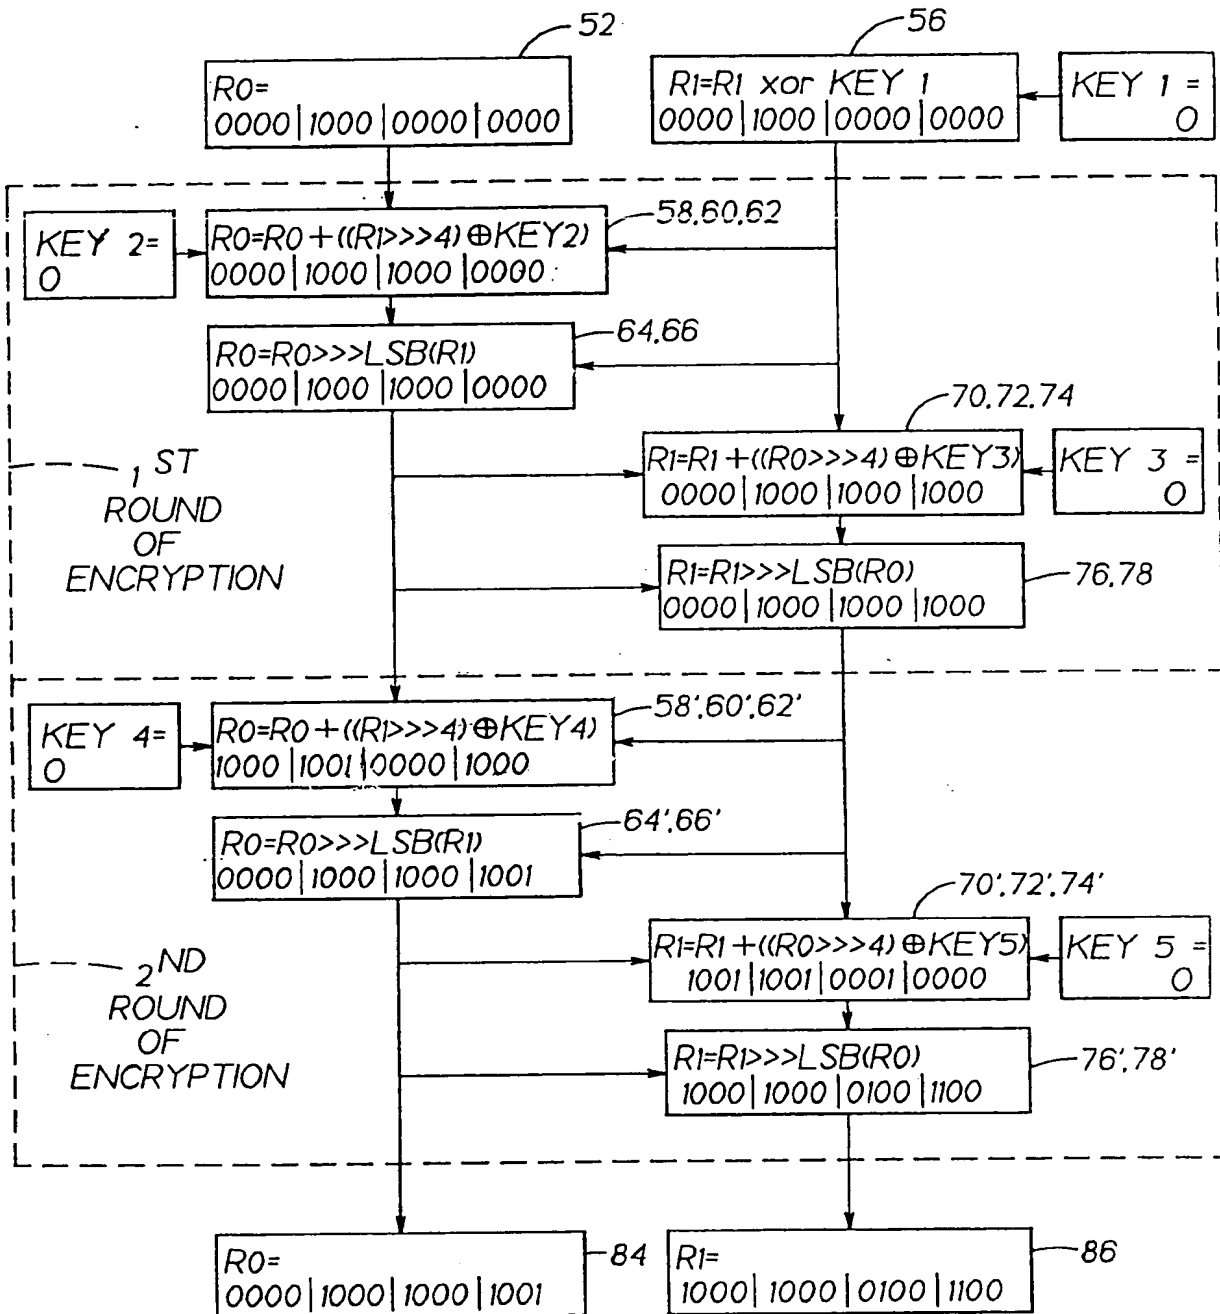 52
56
R0=
0000|1000|0000|0000
R1=R1 xor KEY 1
0000|1000|0000|0000
KEY 1 =
0
58,60,62
KEY 2=
0
R0=R0+((R1>>>4)⊕KEY2)
0000|1000|1000|0000
64,66
R0=R0>>>LSB(R1)
0000|1000|1000|0000
70,72,74
R1=R1+((R0>>>4)⊕KEY3)
0000|1000|1000|1000
KEY 3 =
0
1 ST
ROUND
OF
ENCRYPTION
R1=R1>>>LSB(R0)
0000|1000|1000|1000
76,78
58',60',62'
KEY 4=
0
R0=R0+((R1>>>4)⊕KEY4)
1000|1001|0000|1000
64',66'
R0=R0>>>LSB(R1)
0000|1000|1000|1001
70',72',74'
R1=R1+((R0>>>4)⊕KEY5)
1001|1001|0001|0000
KEY 5 =
0
2 ND
ROUND
OF
ENCRYPTION
R1=R1>>>LSB(R0)
1000|1000|0100|1100
76',78'
R0=
0000|1000|1000|1001
84
R1=
1000|1000|0100|1100
86